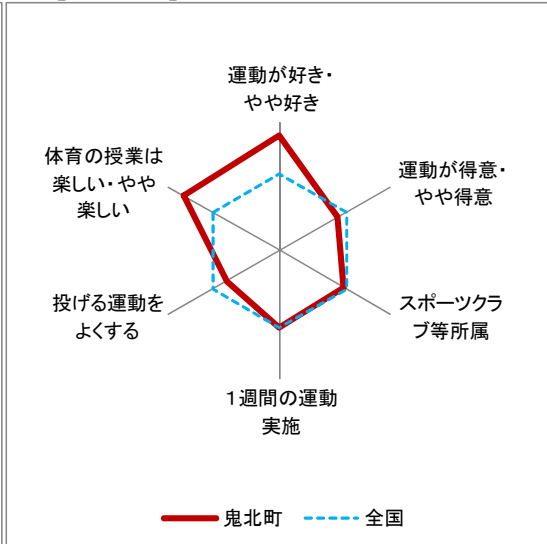 運動が好き・
やや好き
運動が得意・
やや得意
スポーツクラ
ブ等所属
1週間の運動
実施
投げる運動を
よくする
体育の授業は
楽しい・やや
楽しい
鬼北町
全国